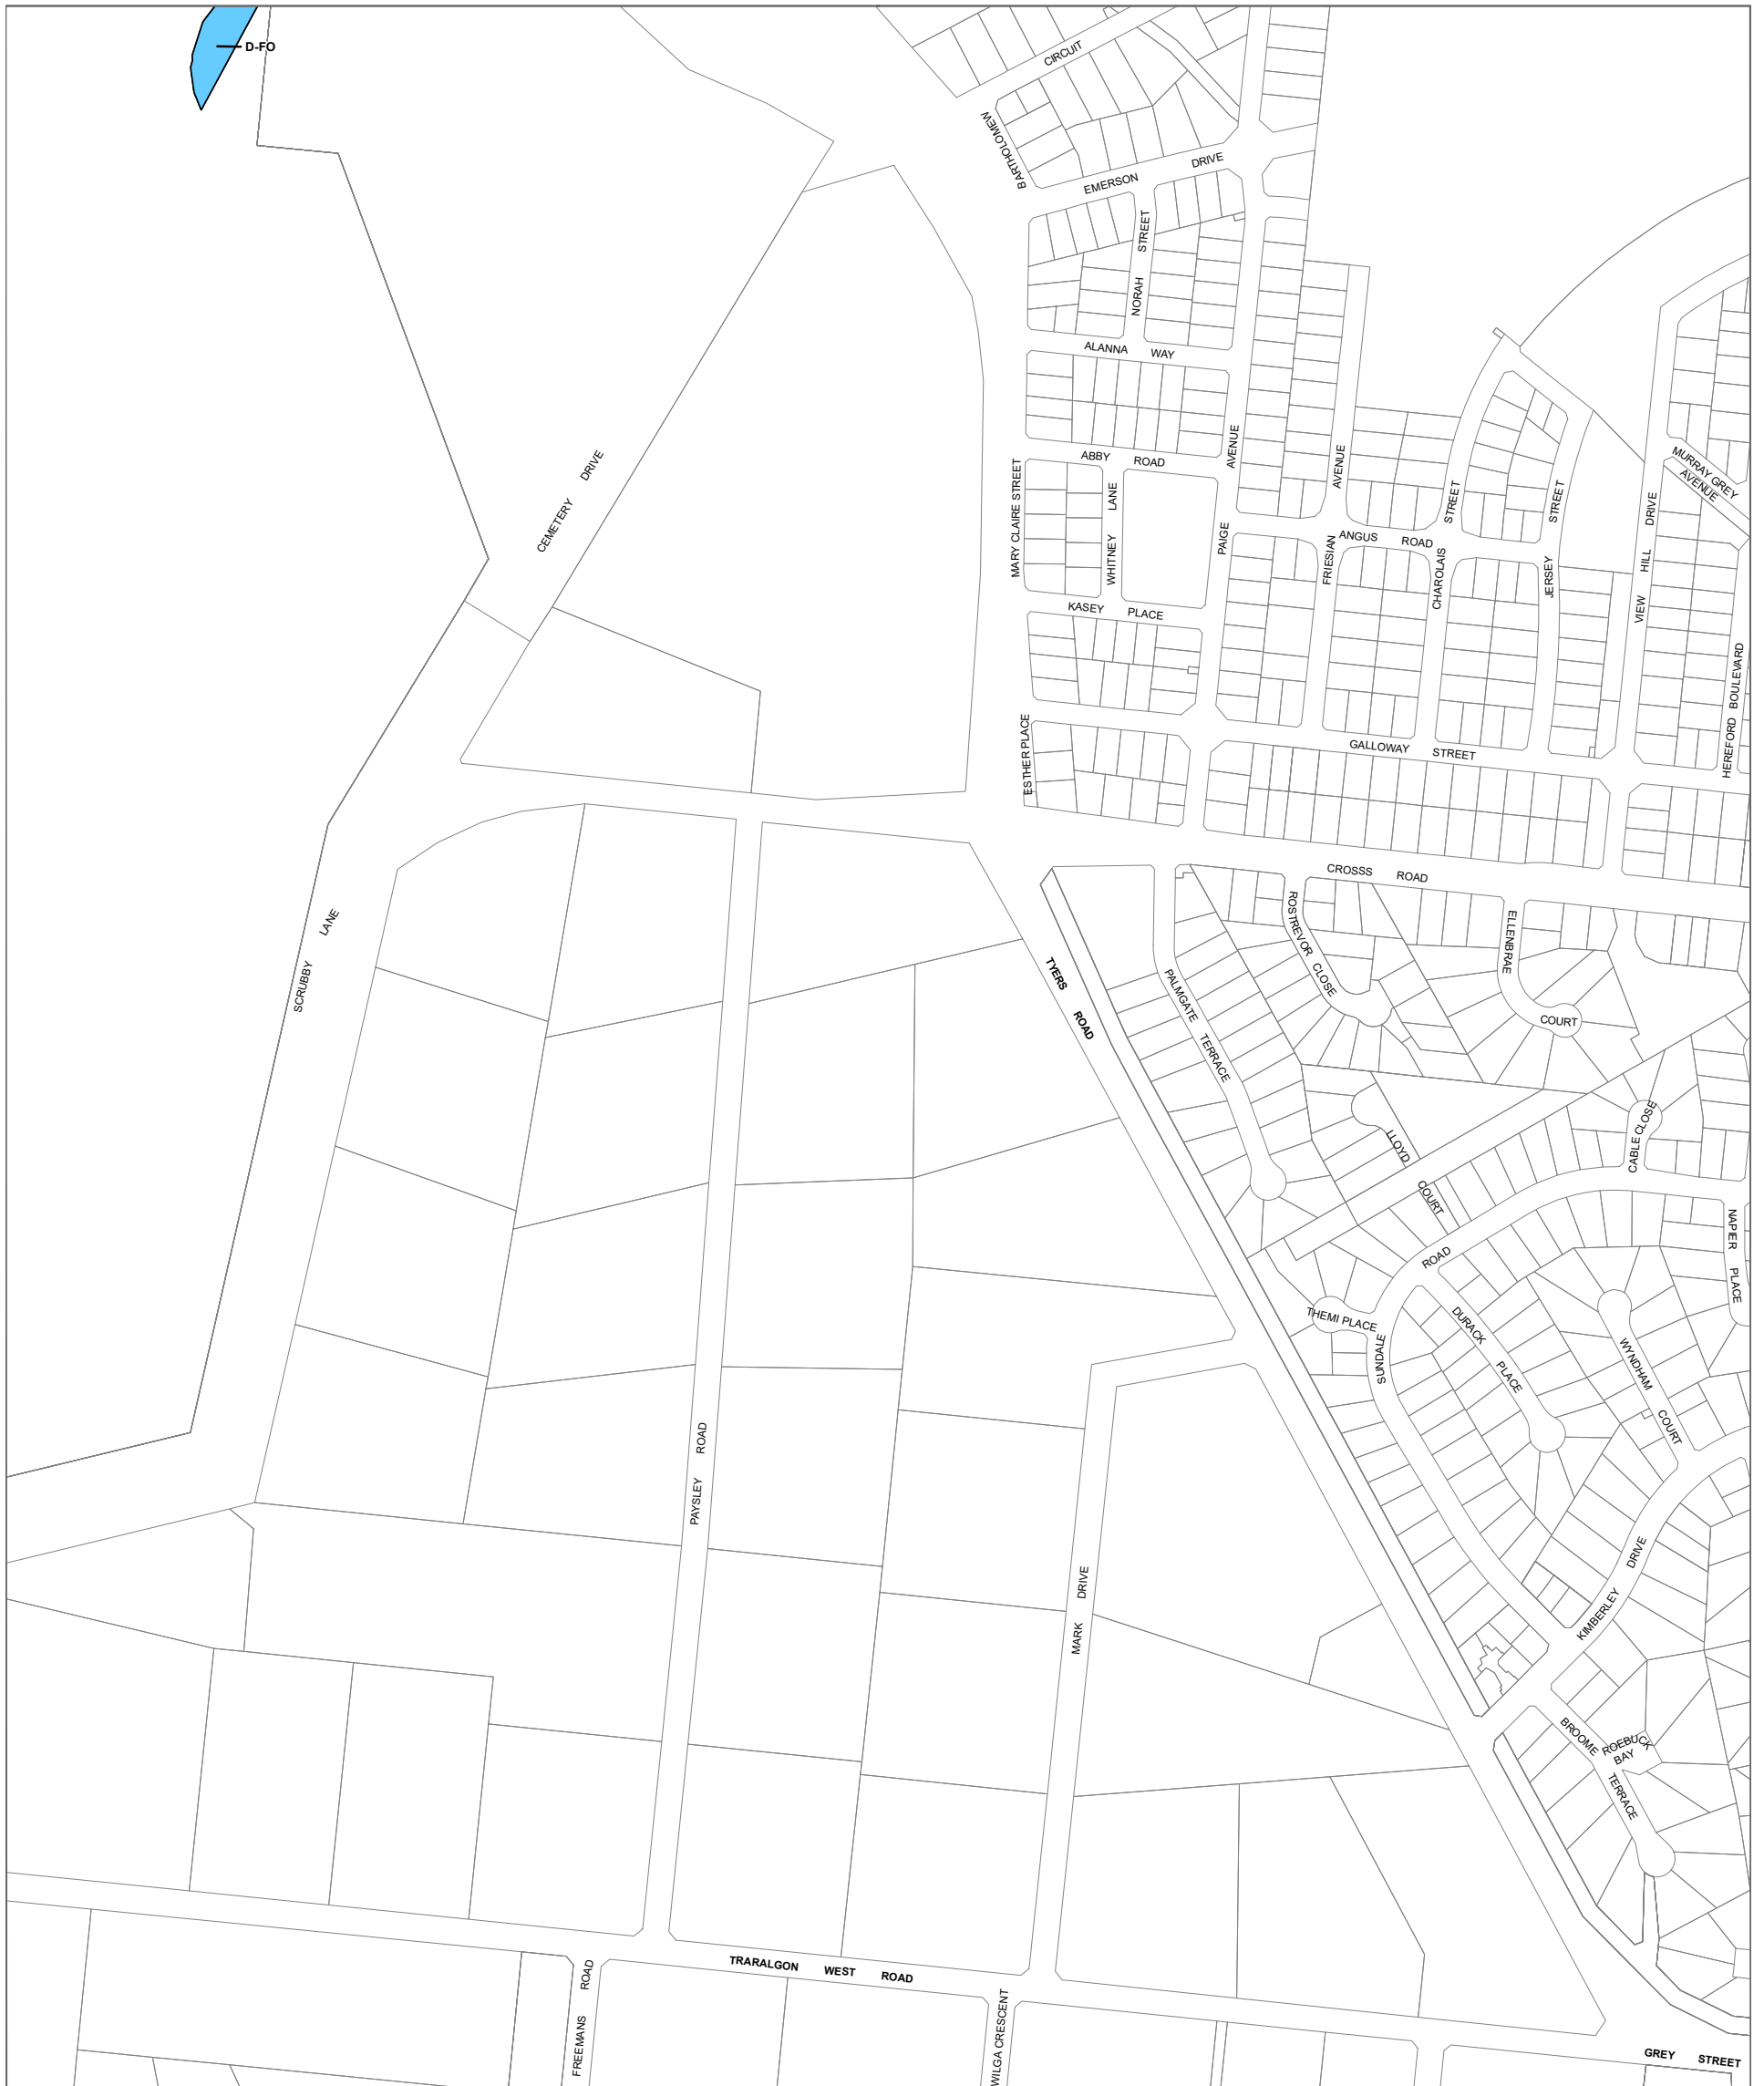 D-FO
CIRCUIT
BARTHOLOMEW
DRIVE
EMERSON
NORAH STREET
ALANNA WAY
AVENUE
ABBY ROAD
AVENUE
MURRAY GREY
AVENUE
CEMETERY DRIVE
MARY CLAIRE STREET
WHITNEY LANE
STREET
STREET
VIEW HILL DRIVE
PAIGE
FRIESIAN
ANGUS ROAD
CHAROLAIS
JERSEY
KASEY PLACE
HEREFORD BOULEVARD
ESTHER PLACE
GALLOWAY STREET
CROSSS ROAD
SCRUBBY LANE
ROSTREVOR CLOSE
ELLENBRAE
COURT
TYERS ROAD
PALMGATE TERRACE
LLOYD COURT
CABLE CLOSE
NAPIER PLACE
ROAD
THEMI PLACE
SUNDALE
DURACK PLACE
WYNDHAM COURT
PAYSLEY ROAD
MARK DRIVE
KIMBERLEY DRIVE
BROOME TERRACE
ROEBUCK
BAY
TRARALGON WEST ROAD
FREEMANS ROAD
WILGA CRESCENT
GREY STREET